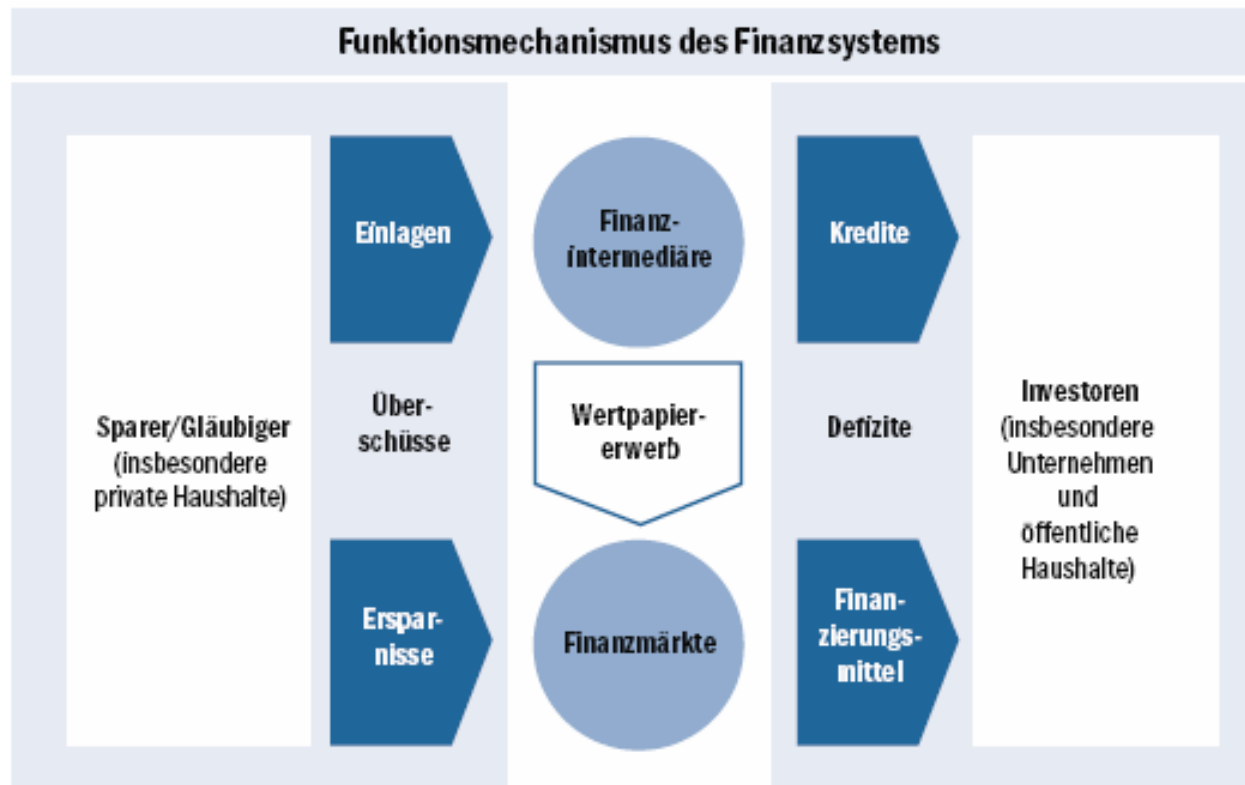 Funktionsmechanismus des Finanzsystems
Sparer/Gläubiger
(insbesondere
private Haushalte)
Einlagen
Über-
schüsse
Erspar-
nisse
Finanz-
intermediäre
Wertpapier-
erwerb
Finanzmärkte
Kredite
Defizite
Finan-
zierungs-
mittel
Investoren
(insbesondere
Unternehmen
und
öffentliche
Haushalte)